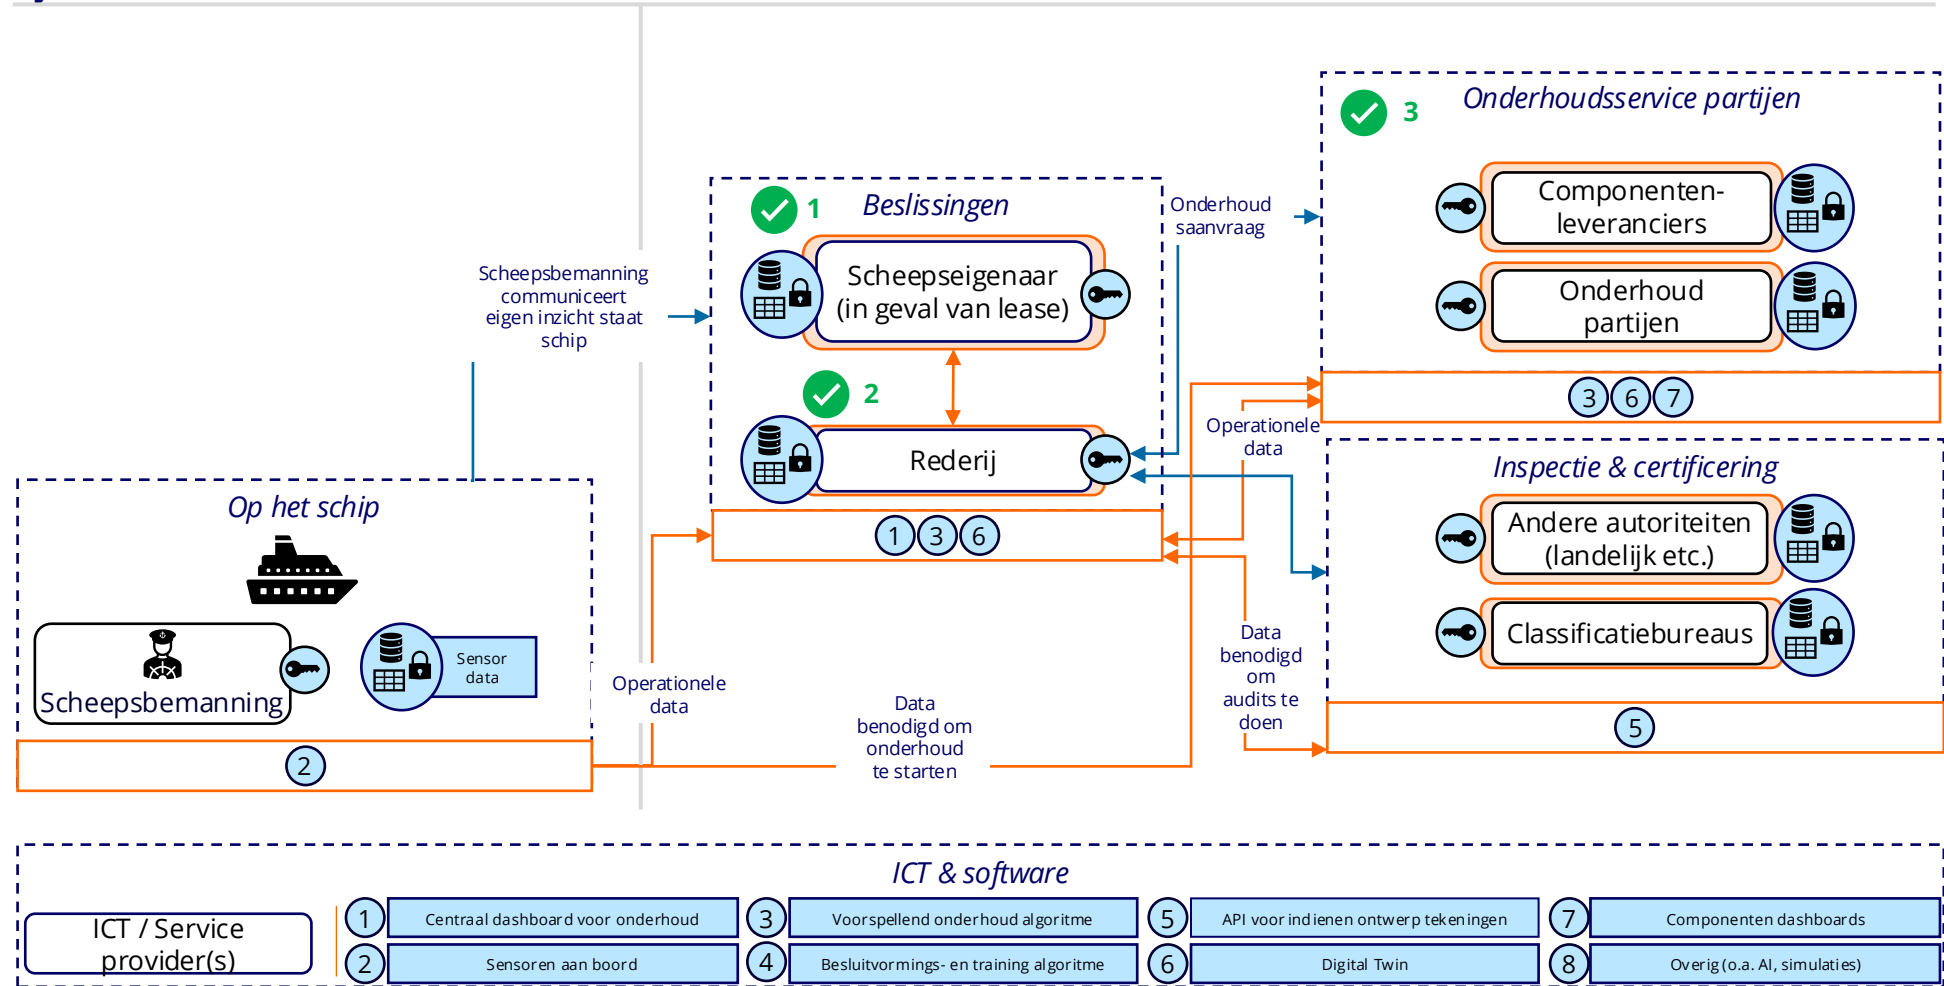 Onderhoudsservice partijen
3
Componenten-
leveranciers
Onderhoud
partijen
3 6 7
1
Beslissingen
Scheepseigenaar
(in geval van lease)
2
Rederij
1 3 6
Onderhoud
saanvraag
Scheepsbemanning
communiceert
eigen inzicht staat
schip
Operationele
data
Inspectie & certificering
Andere autoriteiten
(landelijk etc.)
Classificatiebureaus
5
Op het schip
Scheepsbemanning
Sensor
data
2
Operationele
data
Data
benodigd om
onderhoud
te starten
Data
benodigd
om
audits te
doen
ICT & software
ICT / Service
provider(s)
1 Centraal dashboard voor onderhoud
2 Sensoren aan boord
3 Voorspellend onderhoud algoritme
4 Besluitvormings- en training algoritme
5 API voor indienen ontwerp tekeningen
6 Digital Twin
7 Componenten dashboards
8 Overig (o.a. AI, simulaties)